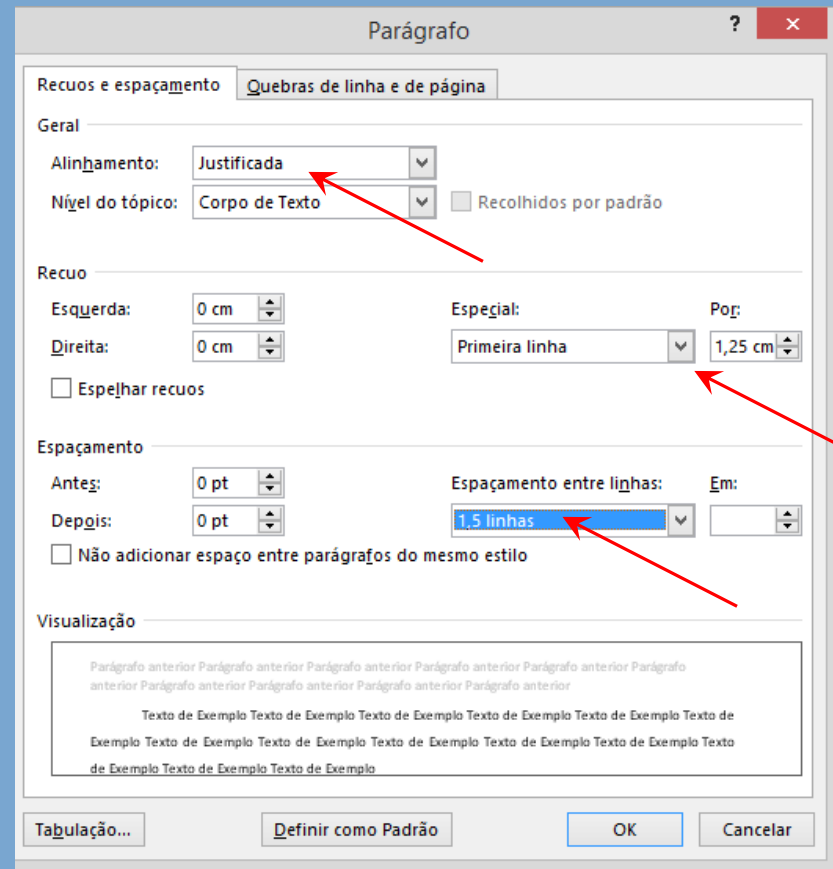 Parágrafo ?
Recuos e espaçamento Quebras de linha e de página
Geral
Alinhamento: Justificada
Nível do tópico: Corpo de Texto Recolhidos por padrão
Recuo
Esquerda: 0 cm Especial: Por:
Direita: 0 cm Primeira linha 1,25 cm
Espelhar recuos
Espaçamento
Antes: 0 pt Espaçamento entre linhas: Em:
Depois: 0 pt 1,5 linhas
Não adicionar espaço entre parágrafos do mesmo estilo
Visualização
Parágrafo anterior Parágrafo anterior Parágrafo anterior Parágrafo anterior Parágrafo anterior Parágrafo
anterior Parágrafo anterior Parágrafo anterior Parágrafo anterior Parágrafo anterior
Texto de Exemplo Texto de Exemplo Texto de Exemplo Texto de Exemplo Texto de Exemplo Texto de
Exemplo Texto de Exemplo Texto de Exemplo Texto de Exemplo Texto de Exemplo Texto de Exemplo Texto
de Exemplo Texto de Exemplo Texto de Exemplo
Tabulação... Definir como Padrão OK Cancelar